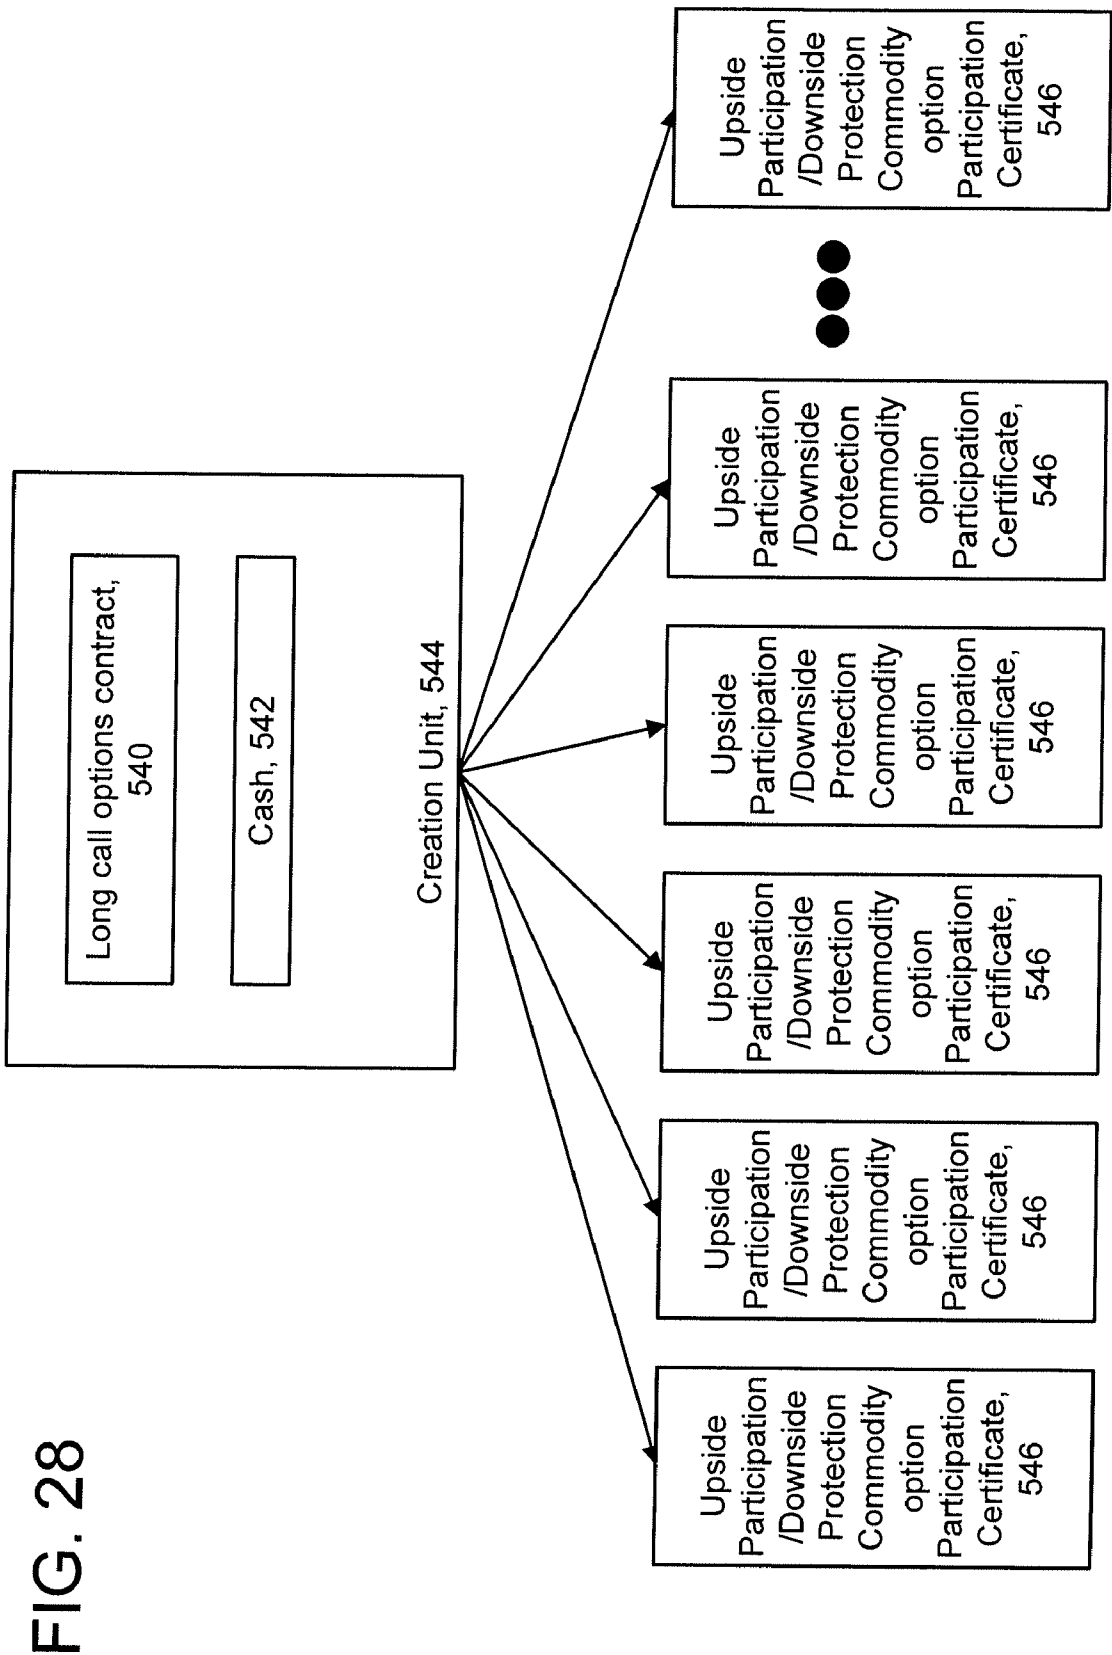 FIG. 28
Long call options contract,
540
Cash, 542
Creation Unit, 544
Upside
Participation
/Downside
Protection
Commodity
option
Participation
Certificate,
546
Upside
Participation
/Downside
Protection
Commodity
option
Participation
Certificate,
546
Upside
Participation
/Downside
Protection
Commodity
option
Participation
Certificate,
546
Upside
Participation
/Downside
Protection
Commodity
option
Participation
Certificate,
546
Upside
Participation
/Downside
Protection
Commodity
option
Participation
Certificate,
546
Upside
Participation
/Downside
Protection
Commodity
option
Participation
Certificate,
546